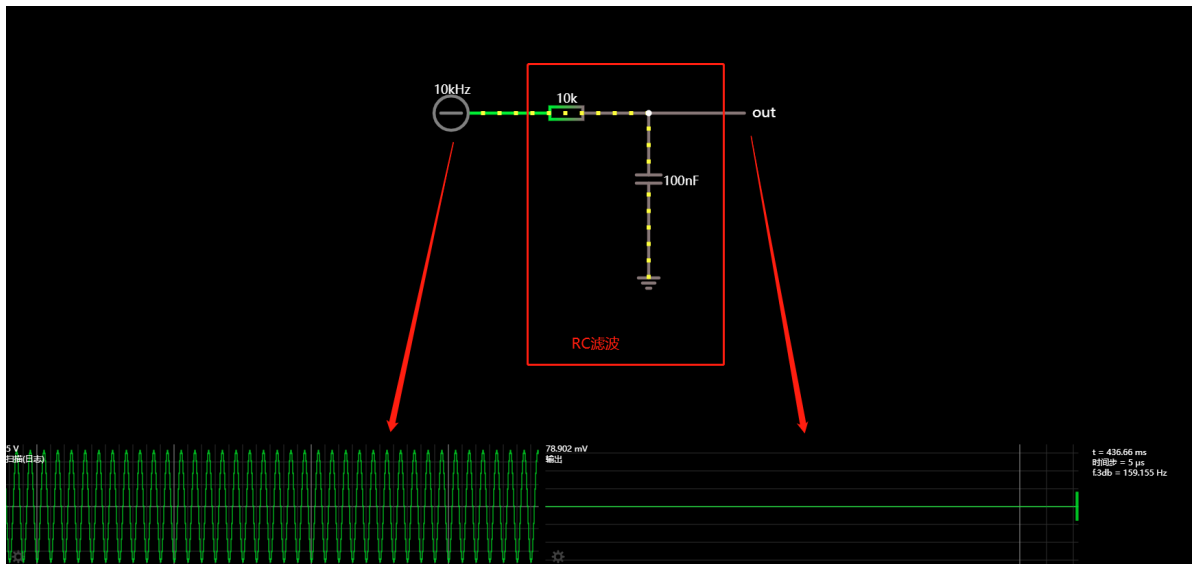 10kHz
10k
out
100nF
RC滤波
5 V
扫描(日志)
78.902 mV
输出
t = 436.66 ms
时间步 = 5 μs
f.3db = 159.155 Hz